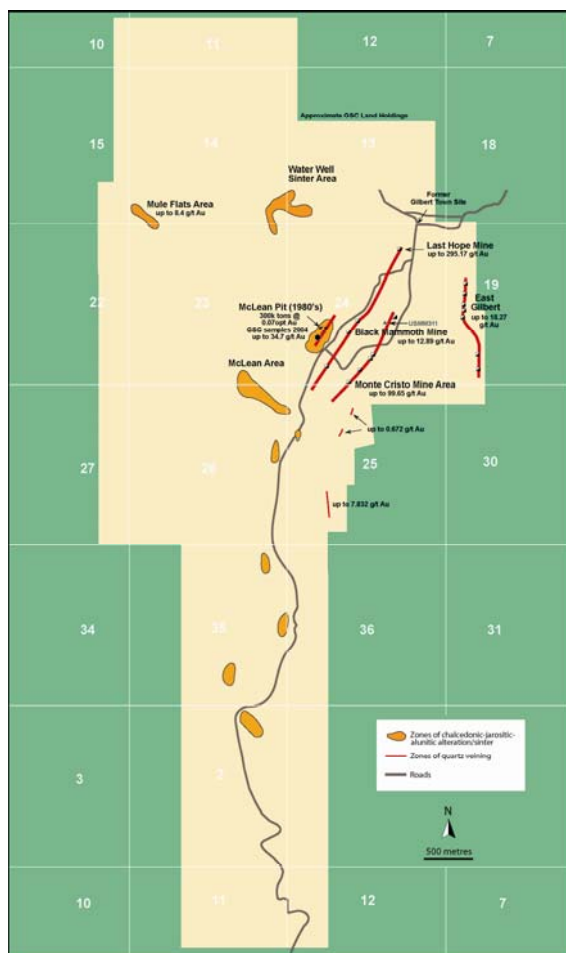 10
11
12
7
Approximate GSC Land Holdings
15
14
13
18
Water Well
Sinter Area
Mule Flats Area
up to 8.4 g/t Au
Former
Gilbert Town Site
Last Hope Mine
up to 295.17 g/t Au
22
23
24
19
McLean Pit (1980's)
300k tons @
0.07opt Au
GSG samples 2004
up to 34.7 g/t Au
East
Gilbert
up to 18.27
g/t Au
USMM311
Black Mammoth Mine
up to 12.89 g/t Au
McLean Area
Monte Cristo Mine Area
up to 99.65 g/t Au
up to 0.672 g/t Au
27
26
25
30
up to 7.832 g/t Au
34
35
36
31
3
2
Zones of chalcedonic-jarositic-
alunitic alteration/sinter
Zones of quartz veining
Roads
N
500 metres
10
11
12
7